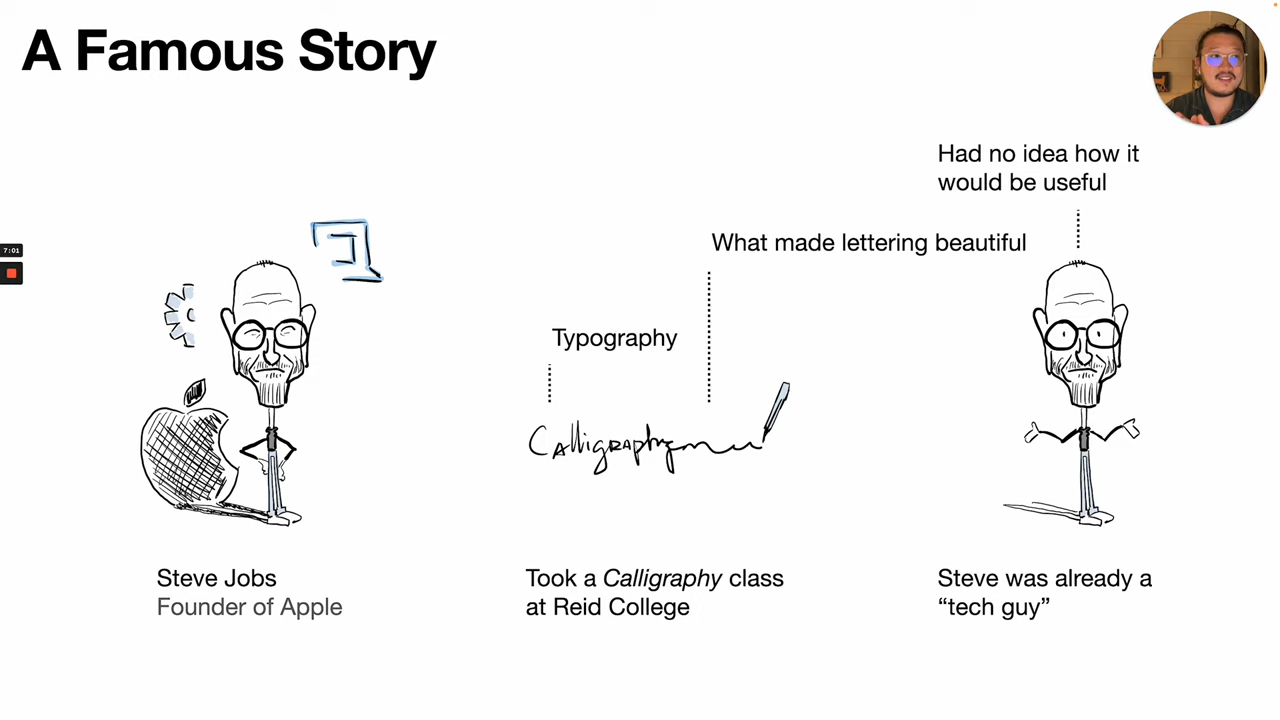 A Famous Story
Had no idea how it
would be useful
What made lettering beautiful
7:01
Typography
Calligraphy
Steve Jobs
Founder of Apple
Took a Calligraphy class
at Reid College
Steve was already a
“tech guy”